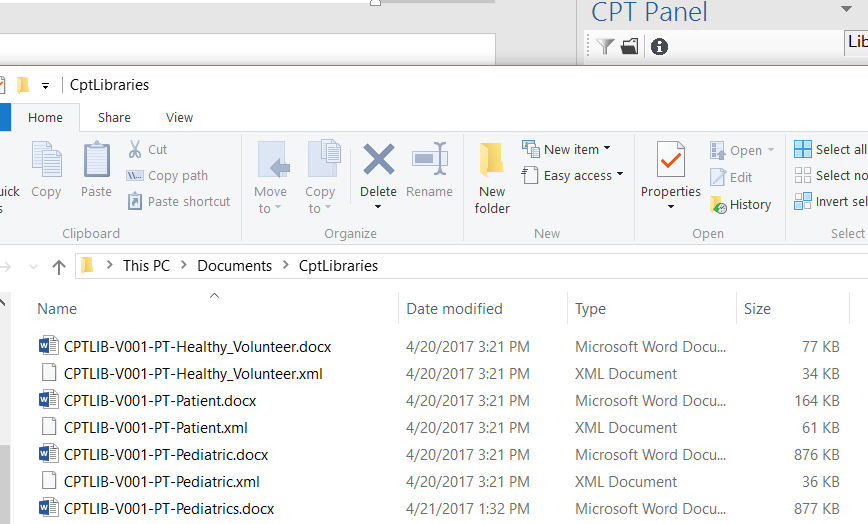 CPT Panel
Lib
CptLibraries
Home Share View
Cut
Copy path
Paste shortcut
Copy Paste
Clipboard
Move to Copy to Delete Rename
Organize
New folder
New item
Easy access
New
Properties
Open
Edit
History
Open
Select all
Select no
Invert sel
Select
This PC > Documents > CptLibraries
Name Date modified Type Size
CPTLIB-V001-PT-Healthy_Volunteer.docx 4/20/2017 3:21 PM Microsoft Word Docu... 77 KB
CPTLIB-V001-PT-Healthy_Volunteer.xml 4/20/2017 3:21 PM XML Document 34 KB
CPTLIB-V001-PT-Patient.docx 4/20/2017 3:21 PM Microsoft Word Docu... 164 KB
CPTLIB-V001-PT-Patient.xml 4/20/2017 3:21 PM XML Document 61 KB
CPTLIB-V001-PT-Pediatric.docx 4/20/2017 3:21 PM Microsoft Word Docu... 876 KB
CPTLIB-V001-PT-Pediatric.xml 4/20/2017 3:21 PM XML Document 36 KB
CPTLIB-V001-PT-Pediatrics.docx 4/21/2017 1:32 PM Microsoft Word Docu... 877 KB